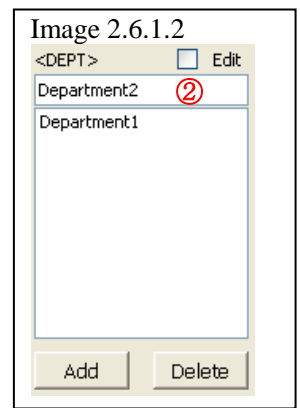 Image 2.6.1.2
<DEPT> Edit
Department2 ②
Department1
Add Delete